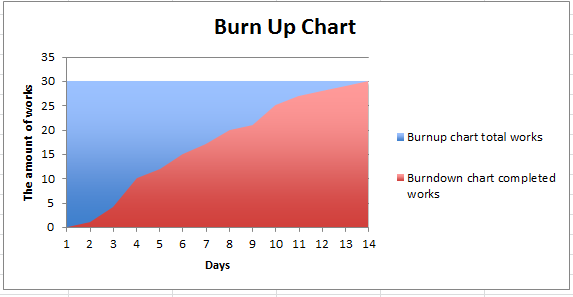 Burn Up Chart
35
30
25
20
15
10
5
0
The amount of works
1 2 3 4 5 6 7 8 9 10 11 12 13 14
Days
Burnup chart total works
Burndown chart completed
works